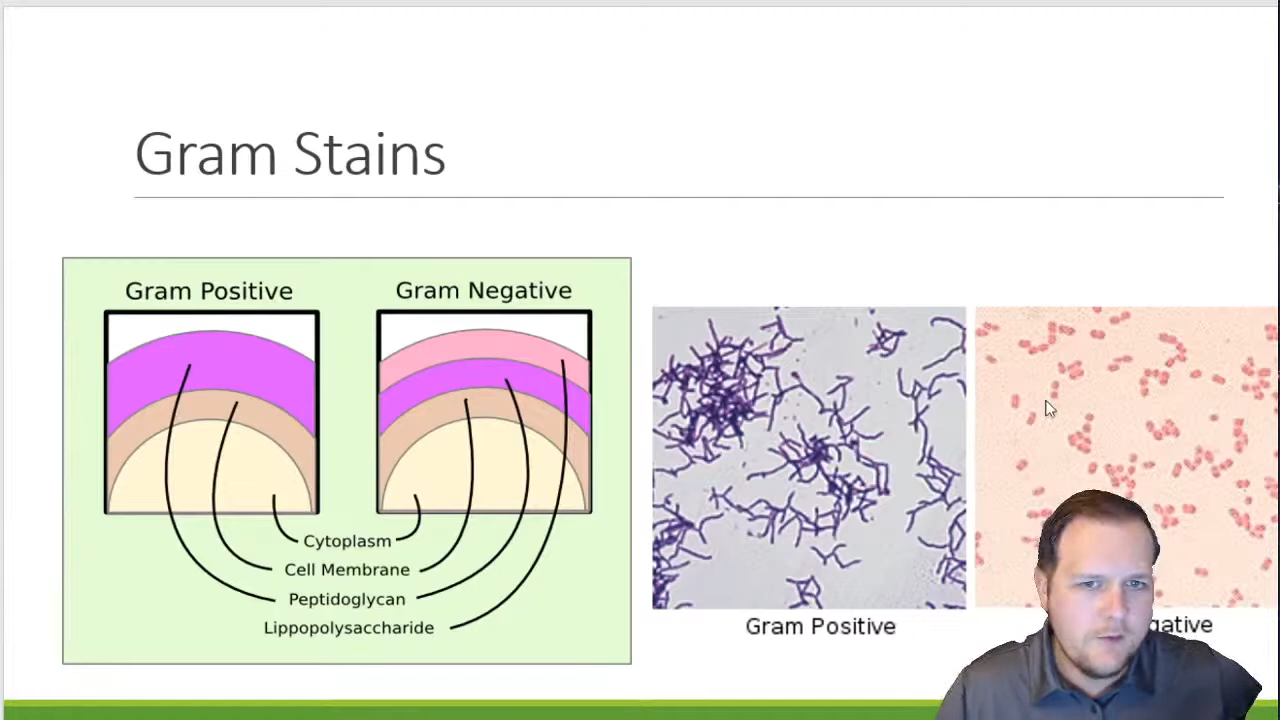 Gram Stains
Gram Positive
Gram Negative
Cytoplasm
Cell Membrane
Peptidoglycan
Lippopolysaccharide
Gram Positive
gative